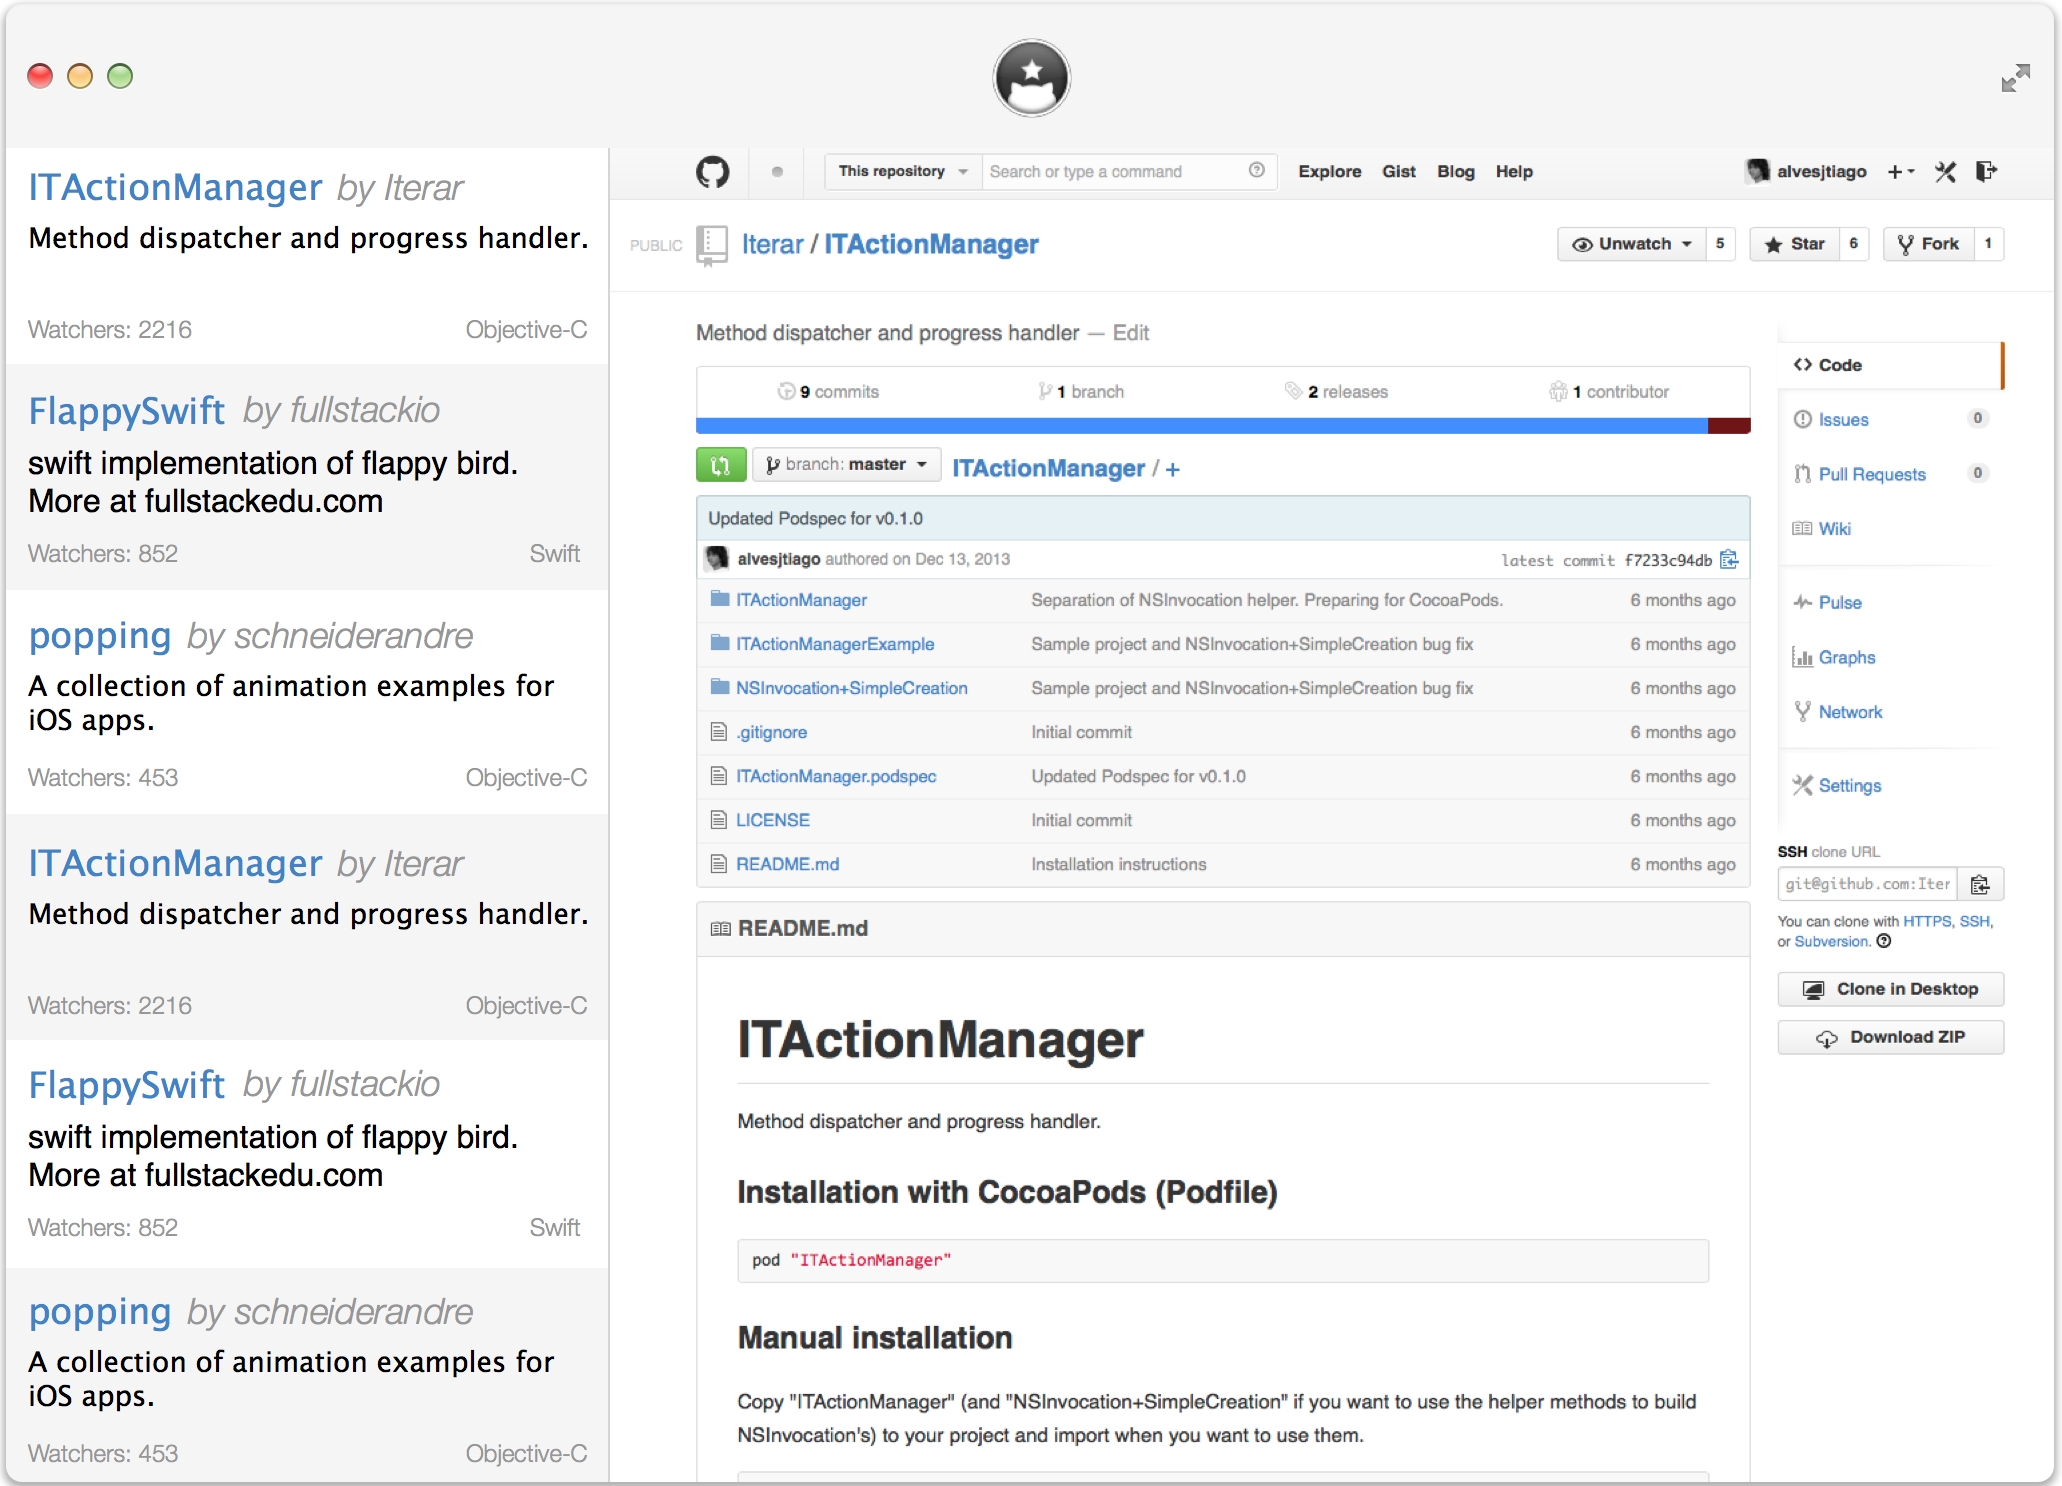 ITActionManager by Iterar
Method dispatcher and progress handler.
Watchers: 2216 Objective-C
FlappySwift by fullstackio
swift implementation of flappy bird.
More at fullstackedu.com
Watchers: 852 Swift
popping by schneiderandre
A collection of animation examples for
iOS apps.
Watchers: 453 Objective-C
ITActionManager by Iterar
Method dispatcher and progress handler.
Watchers: 2216 Objective-C
FlappySwift by fullstackio
swift implementation of flappy bird.
More at fullstackedu.com
Watchers: 852 Swift
popping by schneiderandre
A collection of animation examples for
iOS apps.
Watchers: 453 Objective-C
This repository Search or type a command Explore Gist Blog Help alvesjtiago
PUBLIC Iterar / ITActionManager Unwatch 5 Star 6 Fork 1
Method dispatcher and progress handler — Edit
9 commits 1 branch 2 releases 1 contributor
branch: master ITActionManager / +
Updated Podspec for v0.1.0
alvesjtiago authored on Dec 13, 2013 latest commit f7233c94db
ITActionManager Separation of NSInvocation helper. Preparing for CocoaPods. 6 months ago
ITActionManagerExample Sample project and NSInvocation+SimpleCreation bug fix 6 months ago
NSInvocation+SimpleCreation Sample project and NSInvocation+SimpleCreation bug fix 6 months ago
.gitignore Initial commit 6 months ago
ITActionManager.podspec Updated Podspec for v0.1.0 6 months ago
LICENSE Initial commit 6 months ago
README.md Installation instructions 6 months ago
README.md
ITActionManager
Method dispatcher and progress handler.
Installation with CocoaPods (Podfile)
pod "ITActionManager"
Manual installation
Copy "ITActionManager" (and "NSInvocation+SimpleCreation" if you want to use the helper methods to build
NSInvocation's) to your project and import when you want to use them.
Code
Issues 0
Pull Requests 0
Wiki
Pulse
Graphs
Network
Settings
SSH clone URL
git@github.com:Iter
You can clone with HTTPS, SSH,
or Subversion.
Clone in Desktop
Download ZIP